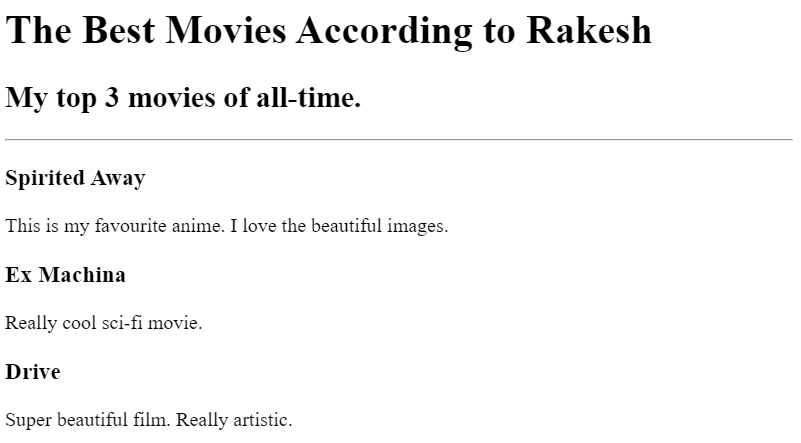 The Best Movies According to Rakesh
My top 3 movies of all-time.
Spirited Away
This is my favourite anime. I love the beautiful images.
Ex Machina
Really cool sci-fi movie.
Drive
Super beautiful film. Really artistic.